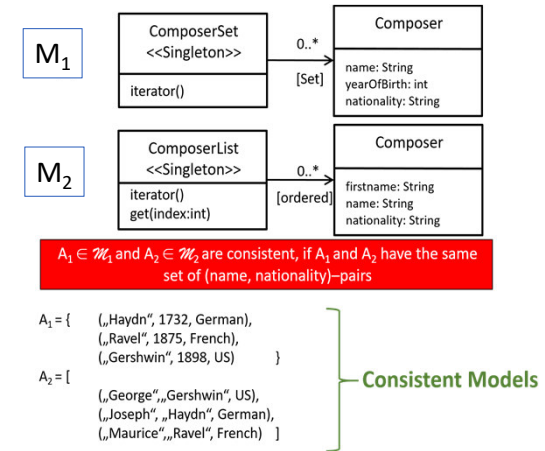 M1
ComposerSet
<<Singleton>>
iterator()
0..*
[Set]
Composer
name: String
yearOfBirth: int
nationality: String
M2
ComposerList
<<Singleton>>
iterator()
get(index:int)
0..*
[ordered]
Composer
firstname: String
name: String
nationality: String
A1 ∈ ℳ1 and A2 ∈ ℳ2 are consistent, if A1 and A2 have the same
set of (name, nationality)–pairs
A1 = { („Haydn“, 1732, German),
(„Ravel“, 1875, French),
(„Gershwin“, 1898, US) }
A2 = [
(„George“,„Gershwin“, US),
(„Joseph“, „Haydn“, German),
(„Maurice“,„Ravel“, French) ]
Consistent Models